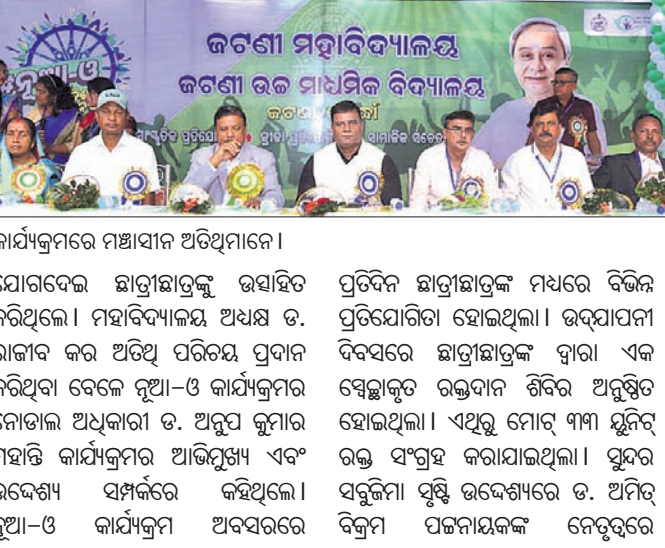 ନୂଆ-ଓ
ଜଟଣୀ ମହାବିଦ୍ୟାଳୟ
ଜଟଣୀ ଉଚ୍ଚ ମାଧ୍ୟମିକ ବିଦ୍ୟାଳୟ
କାର୍ଯ୍ୟକ୍ରମରେ ମଞ୍ଚାସୀନ ଅତିଥିମାନେ।
ଯୋଗଦେଇ ଛାତ୍ରୀଛାତ୍ରଙ୍କୁ ଉତ୍ସାହିତ
କରିଥିଲେ। ମହାବିଦ୍ୟାଳୟ ଅଧ୍ୟକ୍ଷ ଡ.
ରାଜୀବ କର ଅତିଥି ପରିଚୟ ପ୍ରଦାନ
କରିଥିବା ବେଳେ ନୂଆ-ଓ କାର୍ଯ୍ୟକ୍ରମର
ନୋଡାଲ ଅଧିକାରୀ ଡ. ଅନୁପ କୁମାର
ମହାନ୍ତି କାର୍ଯ୍ୟକ୍ରମର ଆଭିମୁଖ୍ୟ ଏବଂ
ଉଦ୍ଦେଶ୍ୟ ସମ୍ପର୍କରେ କହିଥିଲେ।
ନୂଆ-ଓ କାର୍ଯ୍ୟକ୍ରମ ଅବସରରେ
ପ୍ରତିଦିନ ଛାତ୍ରୀଛାତ୍ରଙ୍କ ମଧ୍ୟରେ ବିଭିନ୍ନ
ପ୍ରତିଯୋଗିତା ହୋଇଥିଲା। ଉଦ୍‌ଯାପନୀ
ଦିବସରେ ଛାତ୍ରୀଛାତ୍ରଙ୍କ ଦ୍ୱାରା ଏକ
ସ୍ୱେଚ୍ଛାକୃତ ରକ୍ତଦାନ ଶିବିର ଅନୁଷ୍ଠିତ
ହୋଇଥିଲା। ଏଥିରୁ ମୋଟ୍ ୩୩ ୟୁନିଟ୍
ରକ୍ତ ସଂଗ୍ରହ କରାଯାଇଥିଲା। ସୁନ୍ଦର
ସବୁଜିମା ସୃଷ୍ଟି ଉଦ୍ଦେଶ୍ୟରେ ଡ. ଅମିତ୍
ବିକ୍ରମ ପଟ୍ଟନାୟକଙ୍କ ନେତୃତ୍ୱରେ